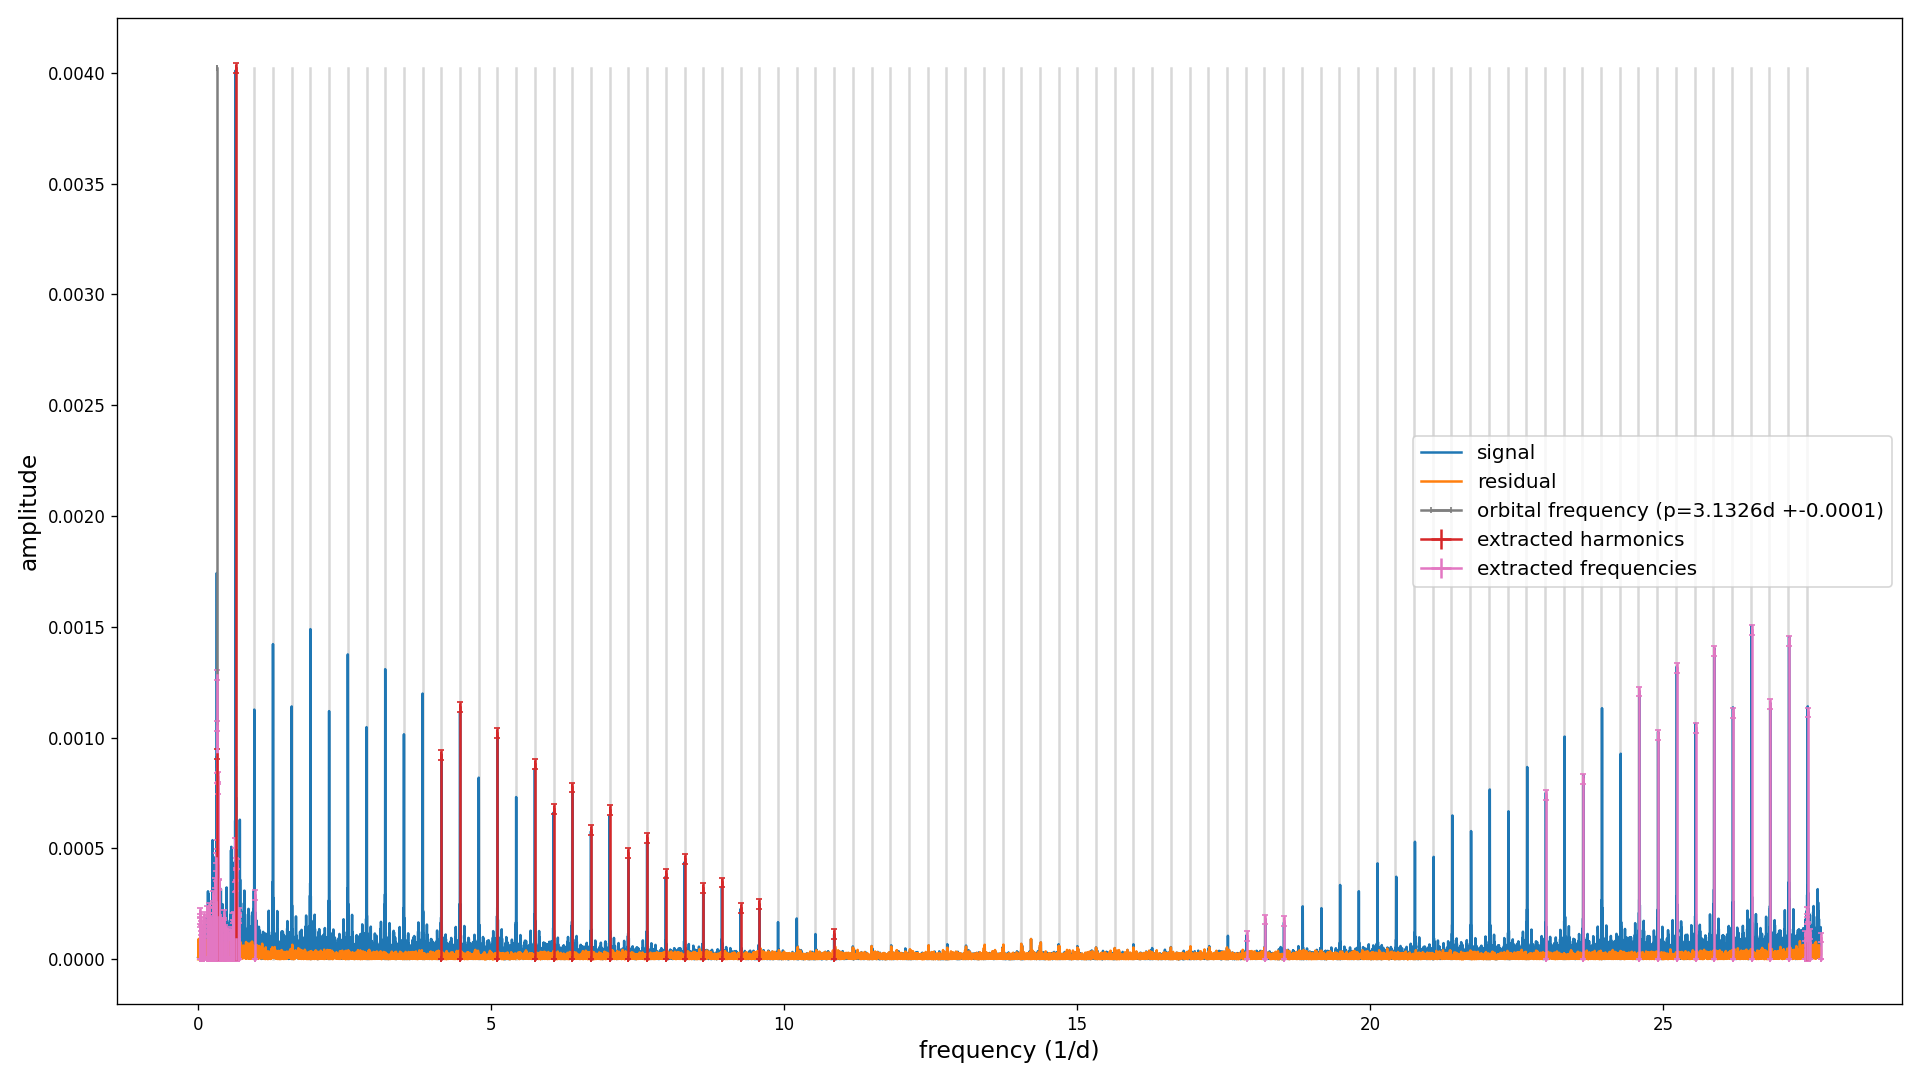 0.0040
0.0035
0.0030
0.0025
0.0020
0.0015
0.0010
0.0005
0.0000
amplitude
signal
residual
orbital frequency (p=3.1326d +-0.0001)
extracted harmonics
extracted frequencies
0 5 10 15 20 25
frequency (1/d)